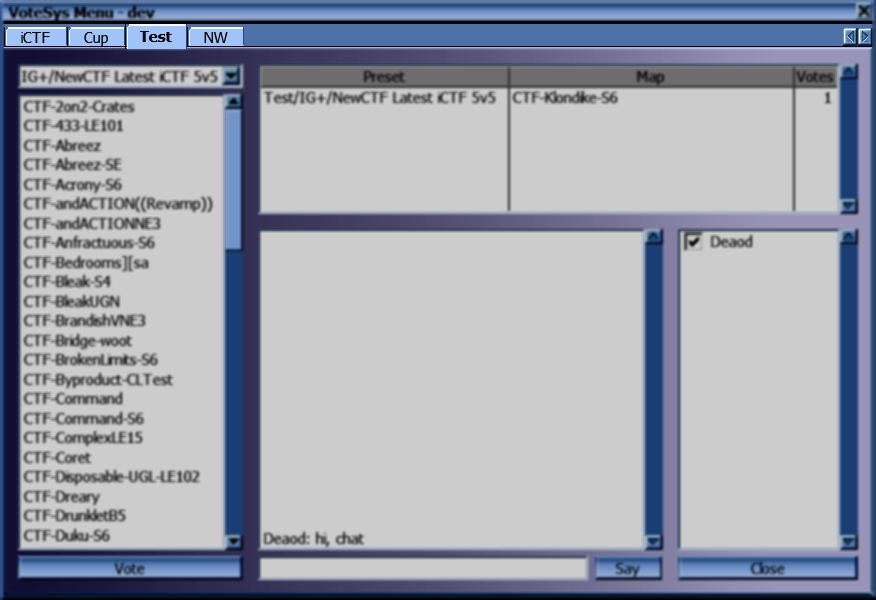 VoteSys Menu - dev
iCTF Cup Test NW
IG+/NewCTF Latest iCTF 5v5
CTF-2on2-Crates
CTF-433-LE101
CTF-Abreez
CTF-Abreez-SE
CTF-Acrony-S6
CTF-andACTION((Revamp))
CTF-andACTIONNE3
CTF-Anfractuous-S6
CTF-Bedrooms][sa
CTF-Bleak-S4
CTF-BleakUGN
CTF-BrandishVNE3
CTF-Bridge-woot
CTF-BrokenLimits-S6
CTF-Byproduct-CLTest
CTF-Command
CTF-Command-S6
CTF-ComplexLE15
CTF-Coret
CTF-Disposable-UGL-LE102
CTF-Dreary
CTF-DrunkletB5
CTF-Duku-S6
Vote
Preset Map Votes
Test/IG+/NewCTF Latest iCTF 5v5 CTF-Klondike-S6 1
Deaod: hi, chat
Say
Deaod
Close